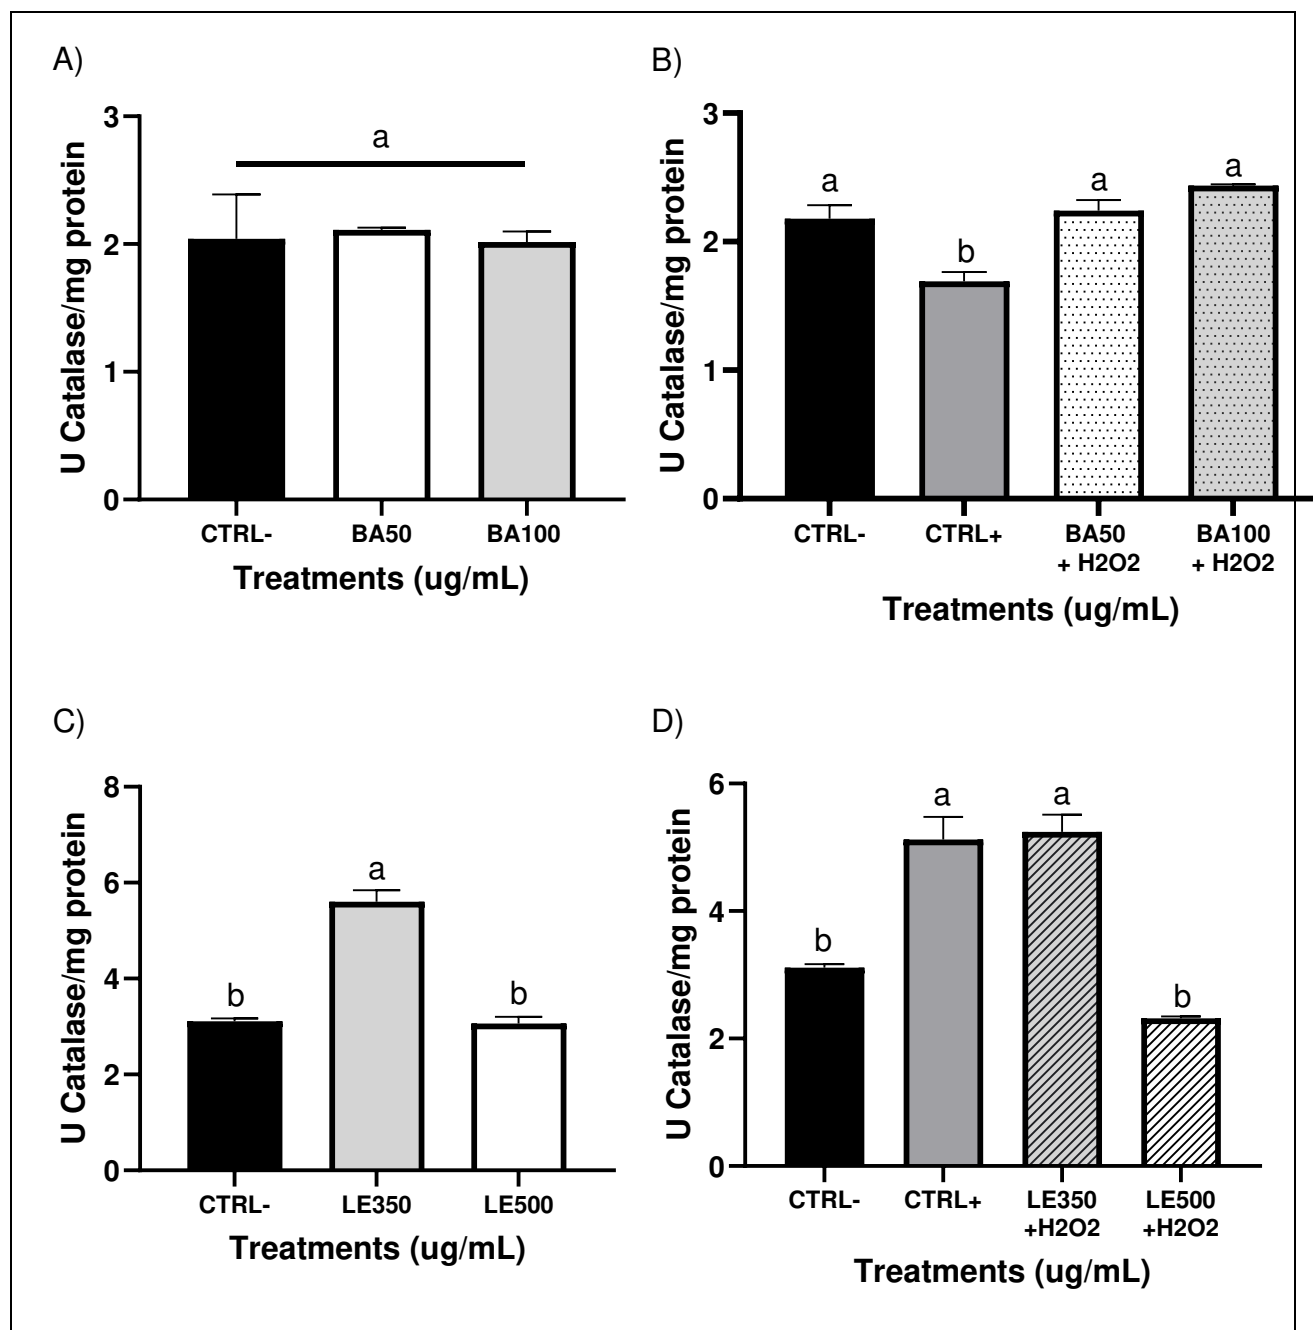 A)
U Catalase/mg protein
3
2
1
0
a
CTRL-
BA50
BA100
Treatments (ug/mL)
B)
U Catalase/mg protein
3
2
1
0
a
b
a
a
CTRL-
CTRL+
BA50
+ H2O2
BA100
+ H2O2
Treatments (ug/mL)
C)
U Catalase/mg protein
8
6
4
2
0
b
a
b
CTRL-
LE350
LE500
Treatments (ug/mL)
D)
U Catalase/mg protein
6
4
2
0
b
a
a
b
CTRL-
CTRL+
LE350
+H2O2
LE500
+H2O2
Treatments (ug/mL)